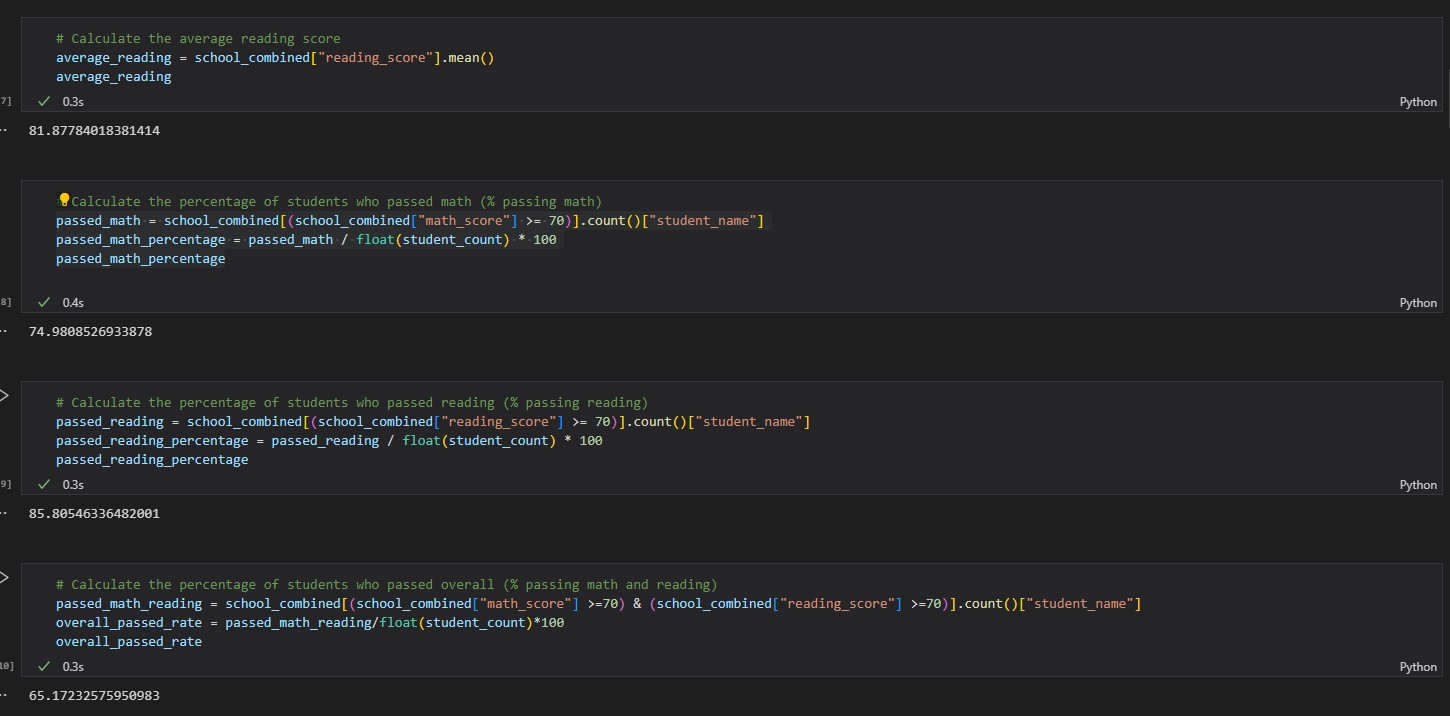 # Calculate the average reading score
average_reading = school_combined["reading_score"].mean()
average_reading
7]
0.3s
Python
81.87784018381414
Calculate the percentage of students who passed math (% passing math)
passed_math = school_combined[(school_combined["math_score"] >= 70)].count()["student_name"]
passed_math_percentage = passed_math / float(student_count) * 100
passed_math_percentage
8]
0.4s
Python
74.9808526933878
# Calculate the percentage of students who passed reading (% passing reading)
passed_reading = school_combined[(school_combined["reading_score"] >= 70)].count()["student_name"]
passed_reading_percentage = passed_reading / float(student_count) * 100
passed_reading_percentage
9]
0.3s
Python
85.80546336482001
# Calculate the percentage of students who passed overall (% passing math and reading)
passed_math_reading = school_combined[(school_combined["math_score"] >=70) & (school_combined["reading_score"] >=70)].count()["student_name"]
overall_passed_rate = passed_math_reading/float(student_count)*100
overall_passed_rate
10]
0.3s
Python
65.17232575950983